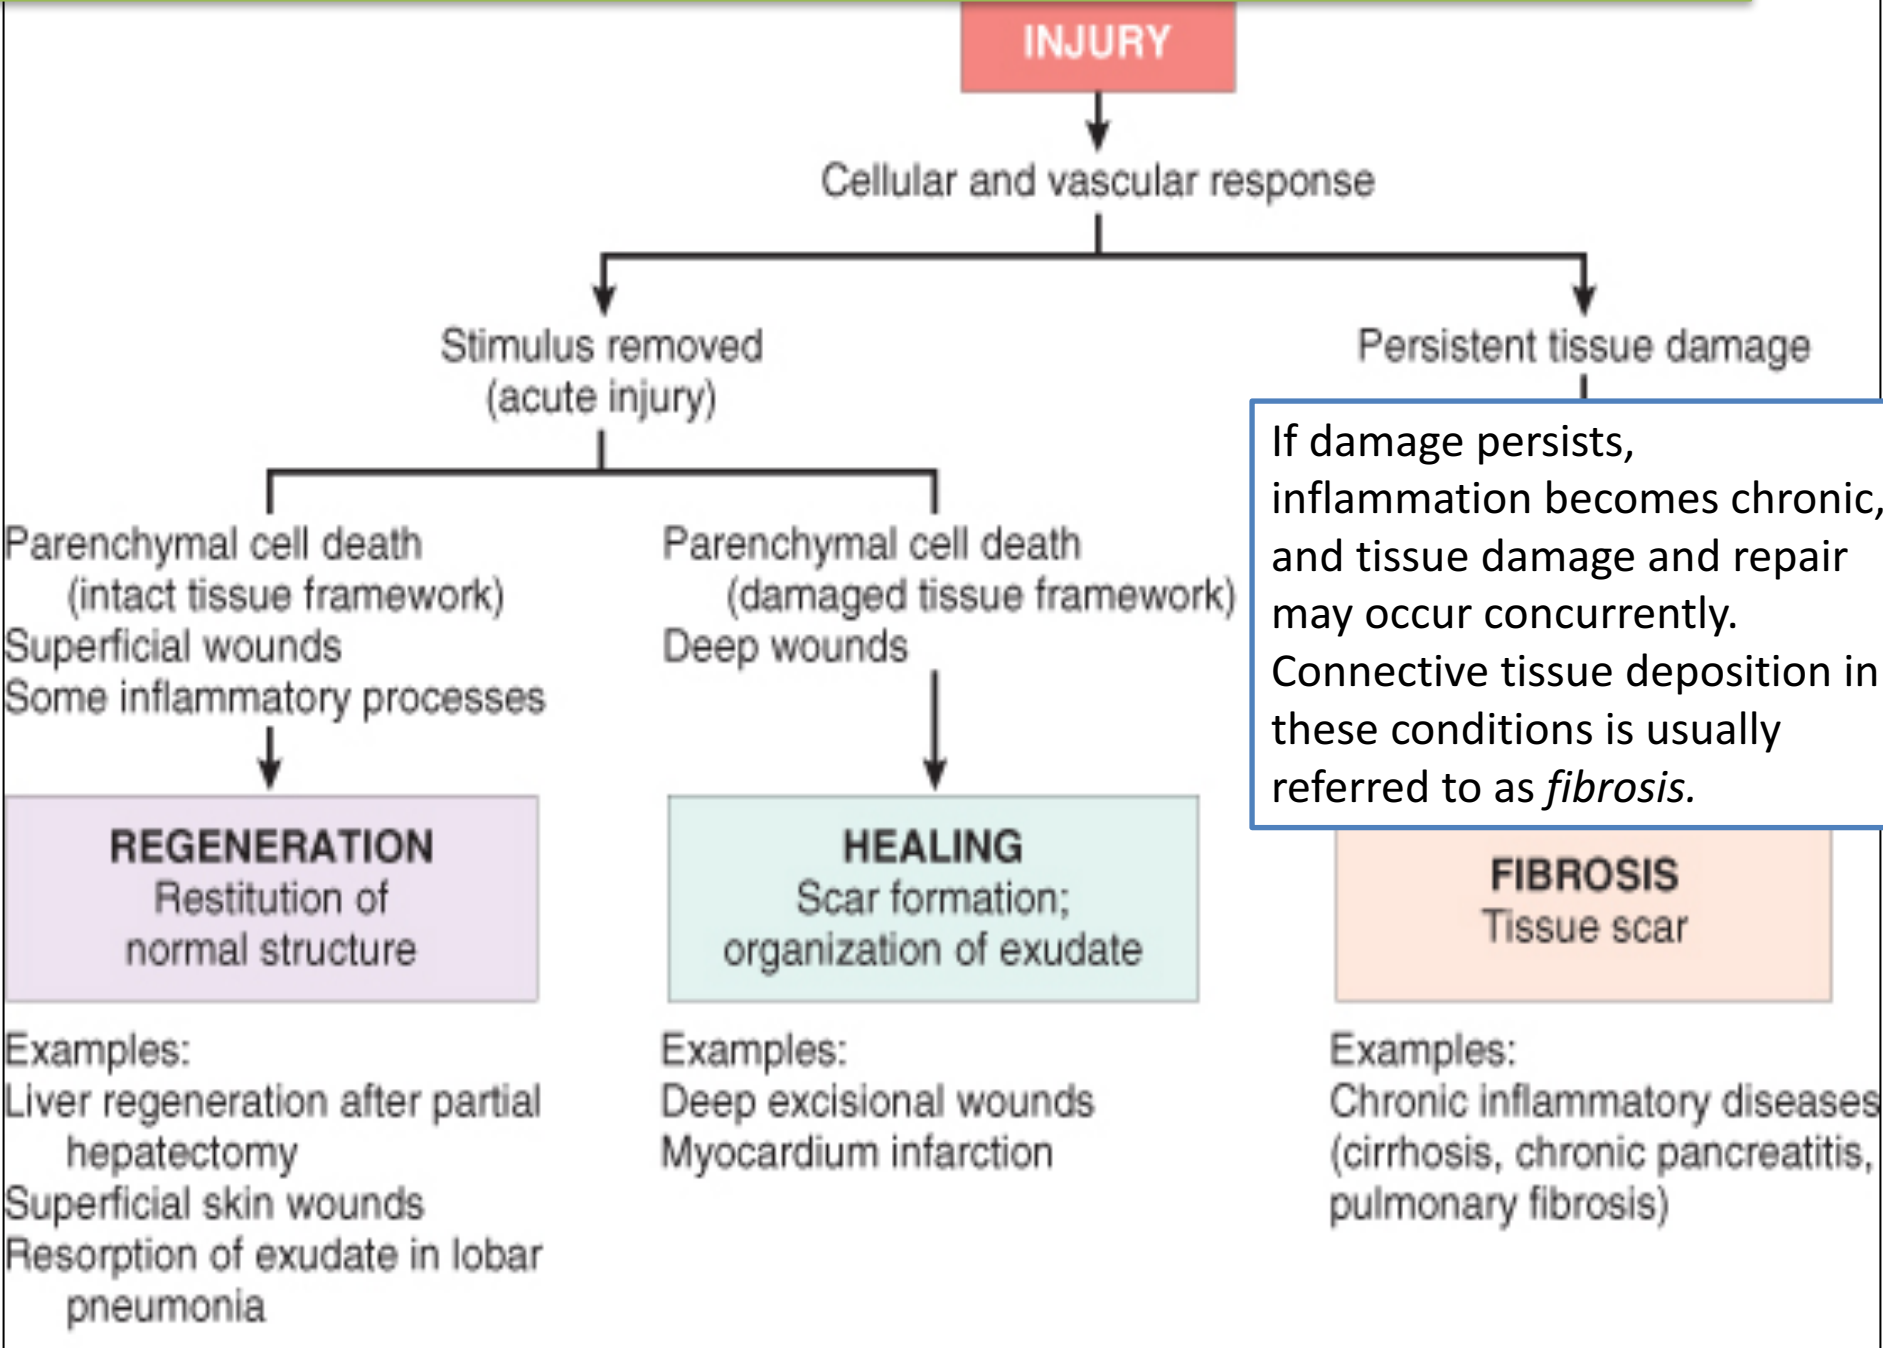 INJURY
Cellular and vascular response
Stimulus removed
(acute injury)
Persistent tissue damage
If damage persists,
inflammation becomes chronic,
and tissue damage and repair
may occur concurrently.
Connective tissue deposition in
these conditions is usually
referred to as fibrosis.
Parenchymal cell death
(intact tissue framework)
Superficial wounds
Some inflammatory processes
Parenchymal cell death
(damaged tissue framework)
Deep wounds
REGENERATION
Restitution of
normal structure
HEALING
Scar formation;
organization of exudate
FIBROSIS
Tissue scar
Examples:
Liver regeneration after partial
hepatectomy
Superficial skin wounds
Resorption of exudate in lobar
pneumonia
Examples:
Deep excisional wounds
Myocardium infarction
Examples:
Chronic inflammatory diseases
(cirrhosis, chronic pancreatitis,
pulmonary fibrosis)